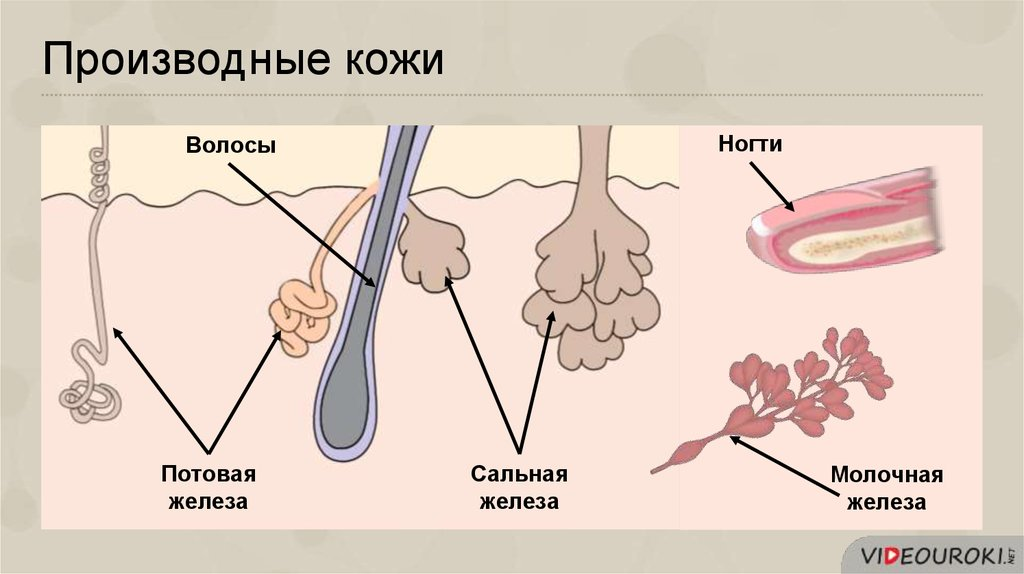 Производные кожи
Волосы
Ногти
Потовая
железа
Сальная
железа
Молочная
железа
VIDEOUROKI.NET